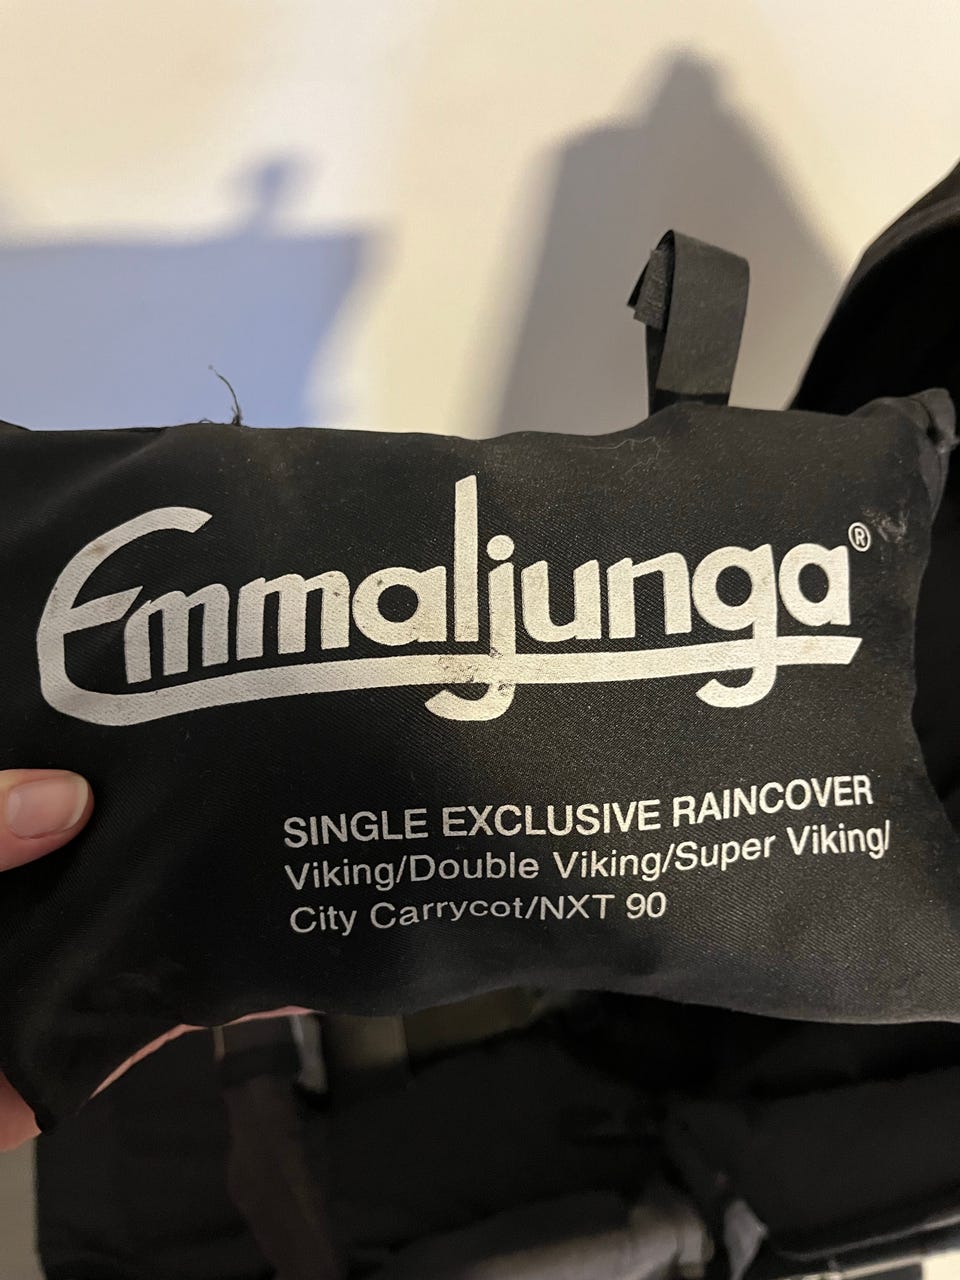 Emmaljunga®
SINGLE EXCLUSIVE RAINCOVER
Viking/Double Viking/Super Viking/
City Carrycot/NXT 90